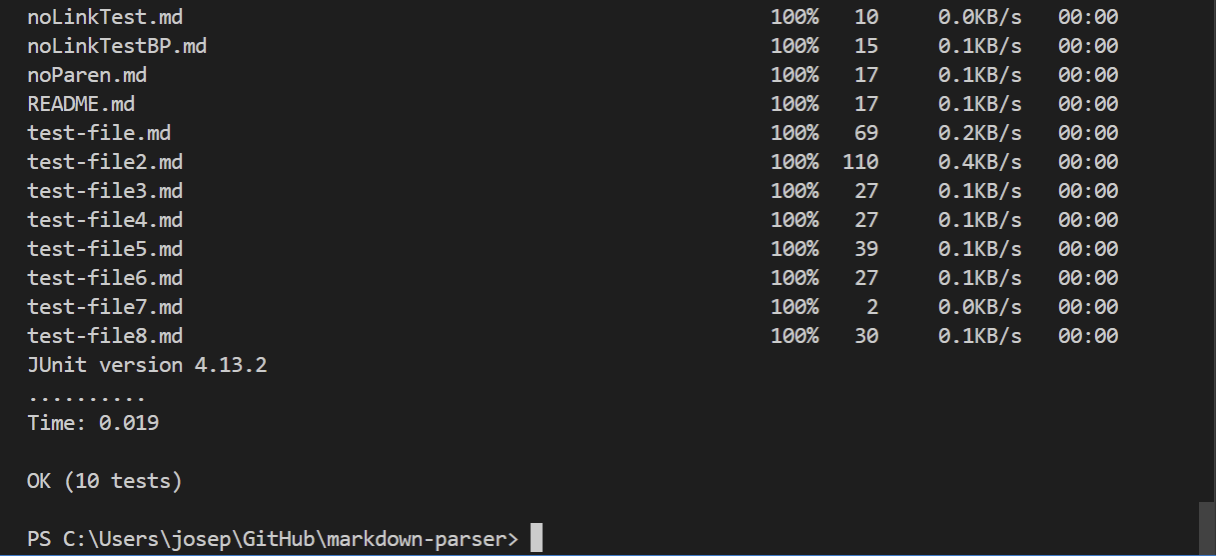 noLinkTest.md 100% 10 0.0KB/s 00:00
noLinkTestBP.md 100% 15 0.1KB/s 00:00
noParen.md 100% 17 0.1KB/s 00:00
README.md 100% 17 0.1KB/s 00:00
test-file.md 100% 69 0.2KB/s 00:00
test-file2.md 100% 110 0.4KB/s 00:00
test-file3.md 100% 27 0.1KB/s 00:00
test-file4.md 100% 27 0.1KB/s 00:00
test-file5.md 100% 39 0.1KB/s 00:00
test-file6.md 100% 27 0.1KB/s 00:00
test-file7.md 100% 2 0.0KB/s 00:00
test-file8.md 100% 30 0.1KB/s 00:00
JUnit version 4.13.2
..........
Time: 0.019
OK (10 tests)
PS C:\Users\josep\GitHub\markdown-parser>